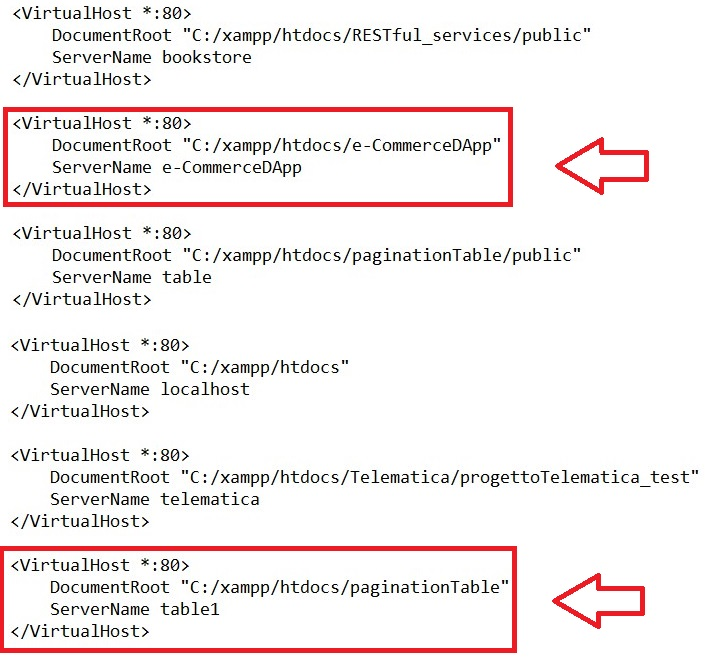 <VirtualHost *:80>
DocumentRoot "C:/xampp/htdocs/RESTful_services/public"
ServerName bookstore
</VirtualHost>
<VirtualHost *:80>
DocumentRoot "C:/xampp/htdocs/e-CommerceDApp"
ServerName e-CommerceDApp
</VirtualHost>
<VirtualHost *:80>
DocumentRoot "C:/xampp/htdocs/paginationTable/public"
ServerName table
</VirtualHost>
<VirtualHost *:80>
DocumentRoot "C:/xampp/htdocs"
ServerName localhost
</VirtualHost>
<VirtualHost *:80>
DocumentRoot "C:/xampp/htdocs/Telematica/progettoTelematica_test"
ServerName telematica
</VirtualHost>
<VirtualHost *:80>
DocumentRoot "C:/xampp/htdocs/paginationTable"
ServerName table1
</VirtualHost>